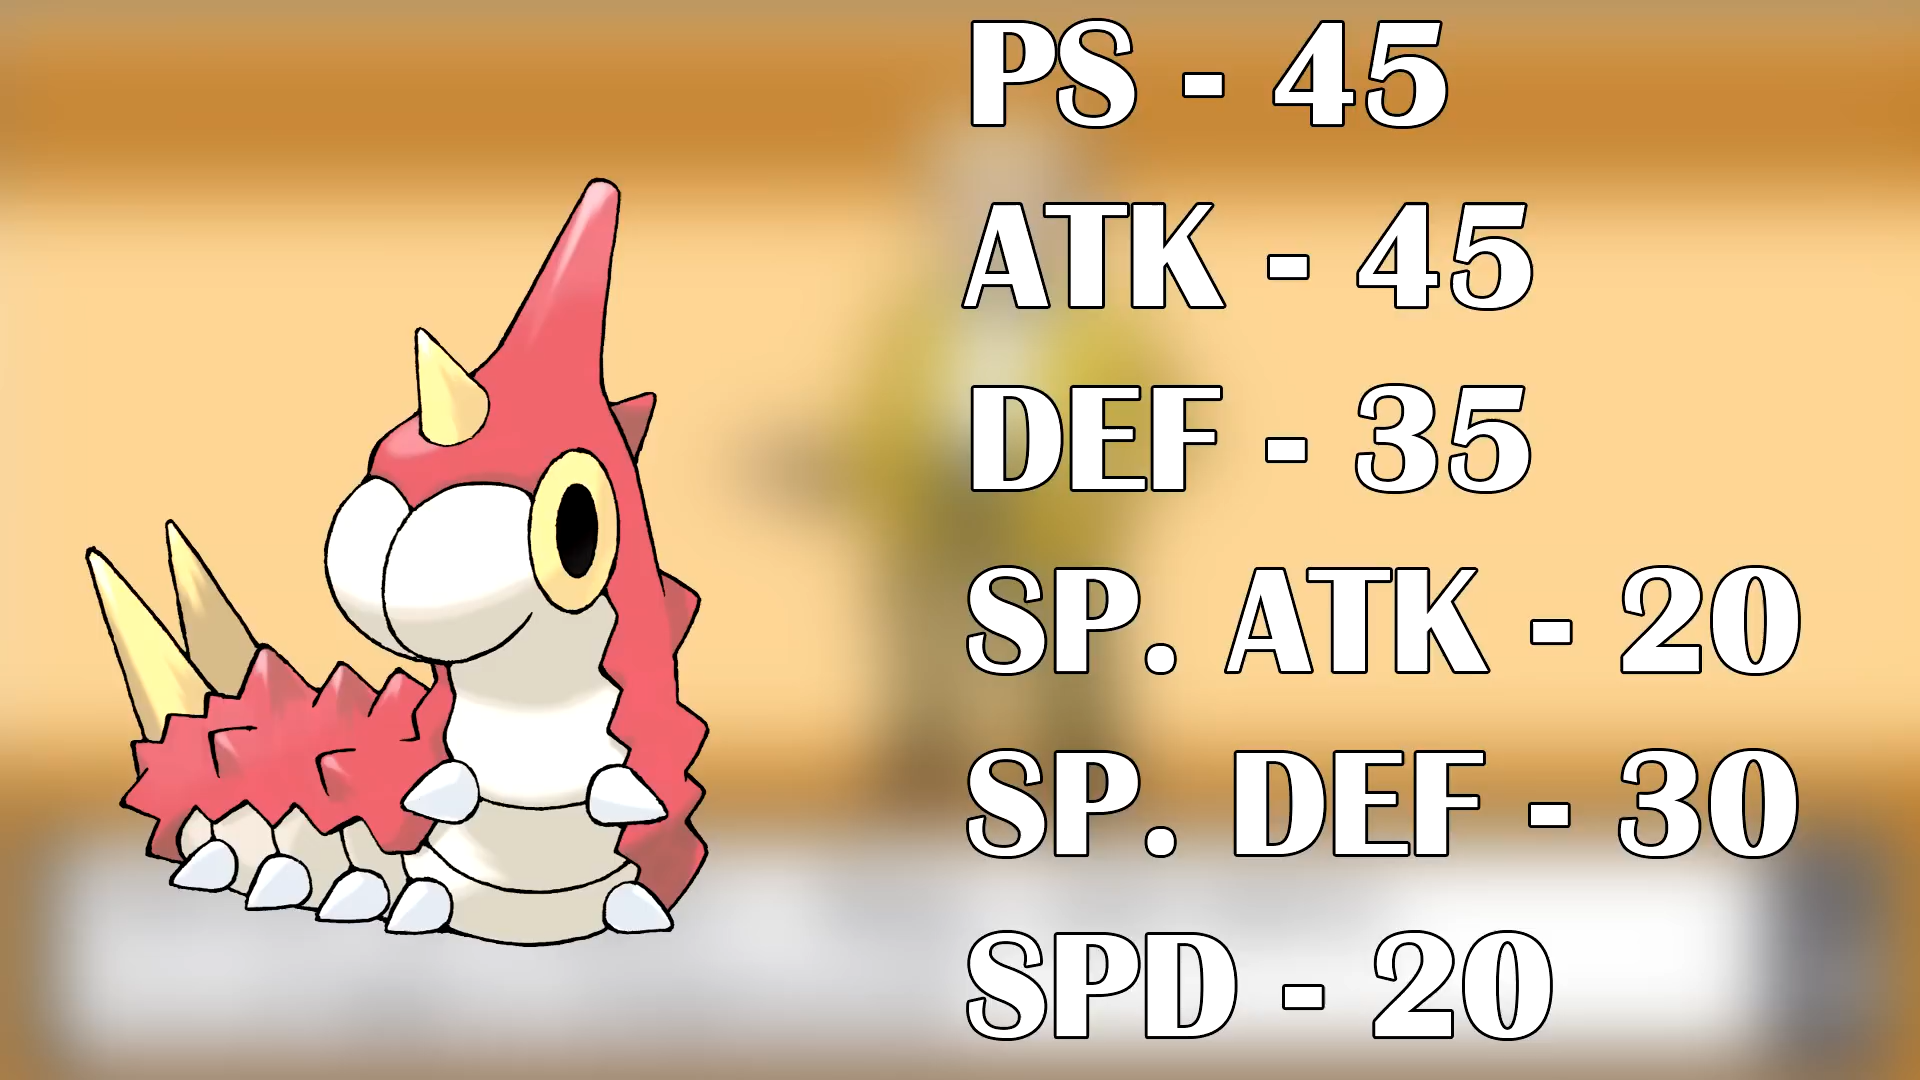 PS - 45
ATK - 45
DEF - 35
SP. ATK - 20
SP. DEF - 30
SPD - 20